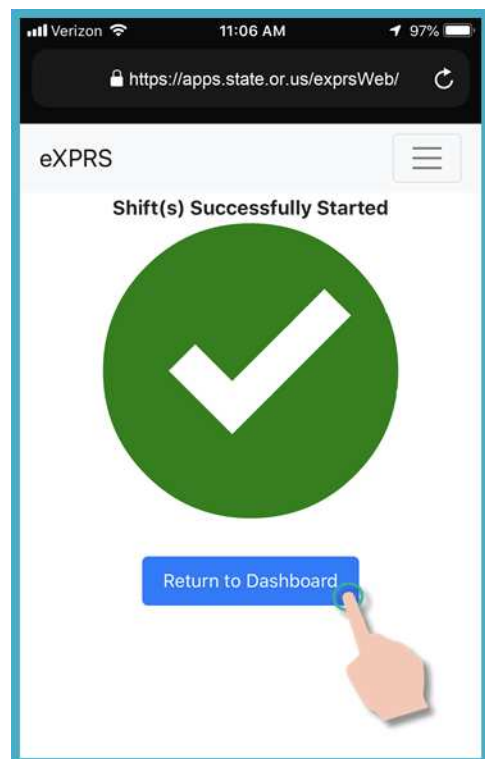 Verizon 11:06 AM 97%
https://apps.state.or.us/exprsWeb/
eXPRS
Shift(s) Successfully Started
Return to Dashboard